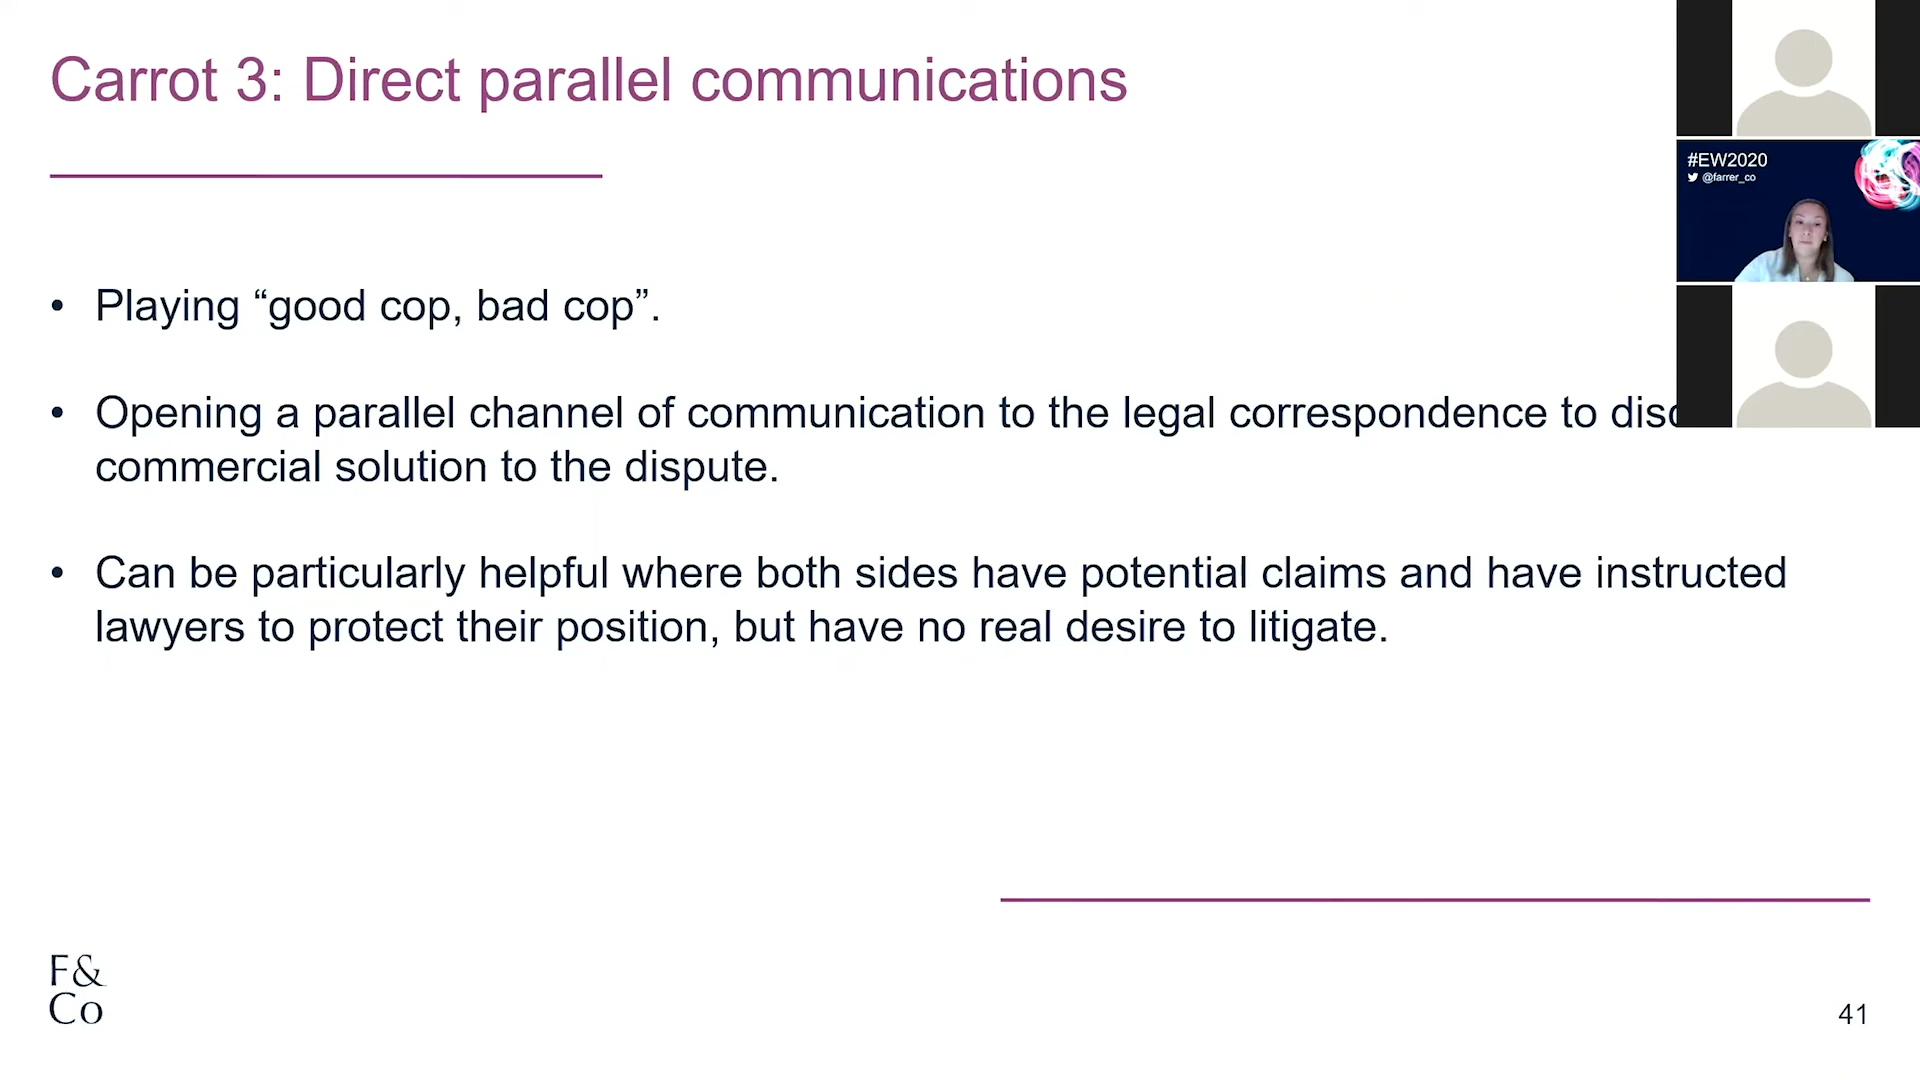 Carrot 3: Direct parallel communications
#EW2020
@farrer_co
• Playing “good cop, bad cop”.
• Opening a parallel channel of communication to the legal correspondence to
commercial solution to the dispute.
• Can be particularly helpful where both sides have potential claims and have instructed
lawyers to protect their position, but have no real desire to litigate.
F&
Co
41